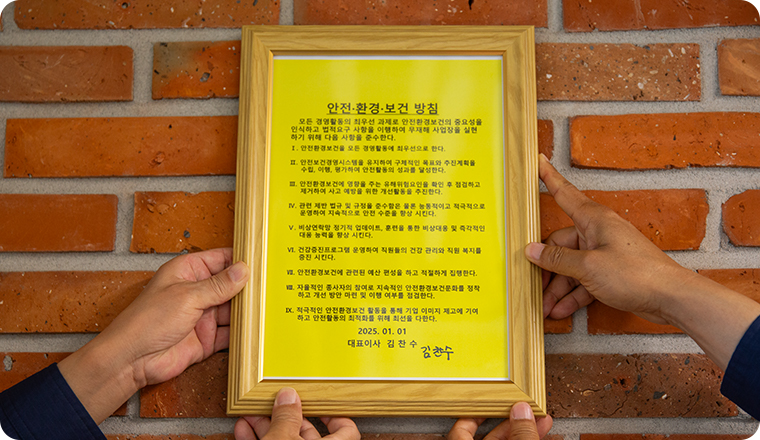 안전·환경·보건 방침
모든 경영활동의 최우선 과제로 안전환경보건의 중요성을
인식하고 법적요구 사항을 이행하여 무재해 사업장을 실현
하기 위해 다음 사항을 준수한다.
Ⅰ. 안전환경보건을 모든 경영활동에 최우선으로 한다.
Ⅱ. 안전보건경영시스템을 유지하여 구체적인 목표와 추진계획을
수립, 이행, 평가하여 안전활동의 성과를 달성한다.
Ⅲ. 안전환경보건에 영향을 주는 유해위험요인을 확인 후 점검하고
제거하여 사고 예방을 위한 개선활동을 추진한다.
Ⅳ. 관련 제반 법규 및 규정을 준수함은 물론 능동적이고 적극적으로
운영하여 지속적으로 안전 수준을 향상 시킨다.
Ⅴ. 비상연락망 정기적 업데이트, 훈련을 통한 비상대응 및 즉각적인
대응 능력을 향상 시킨다.
Ⅵ. 건강증진프로그램 운영하여 직원들의 건강 관리와 직원 복지를
증진 시킨다.
Ⅶ. 안전환경보건에 관련된 예산 편성을 하고 적절하게 집행한다.
Ⅷ. 자율적인 종사자의 참여로 지속적인 안전환경보건문화를 정착
하고 개선 방안 마련 및 이행 여부를 점검한다.
Ⅸ. 적극적인 안전환경보건 활동을 통해 기업 이미지 제고에 기여
하고 안전활동의 최적화를 위해 최선을 다한다.
2025. 01. 01
대표이사 김 찬 수
김찬수